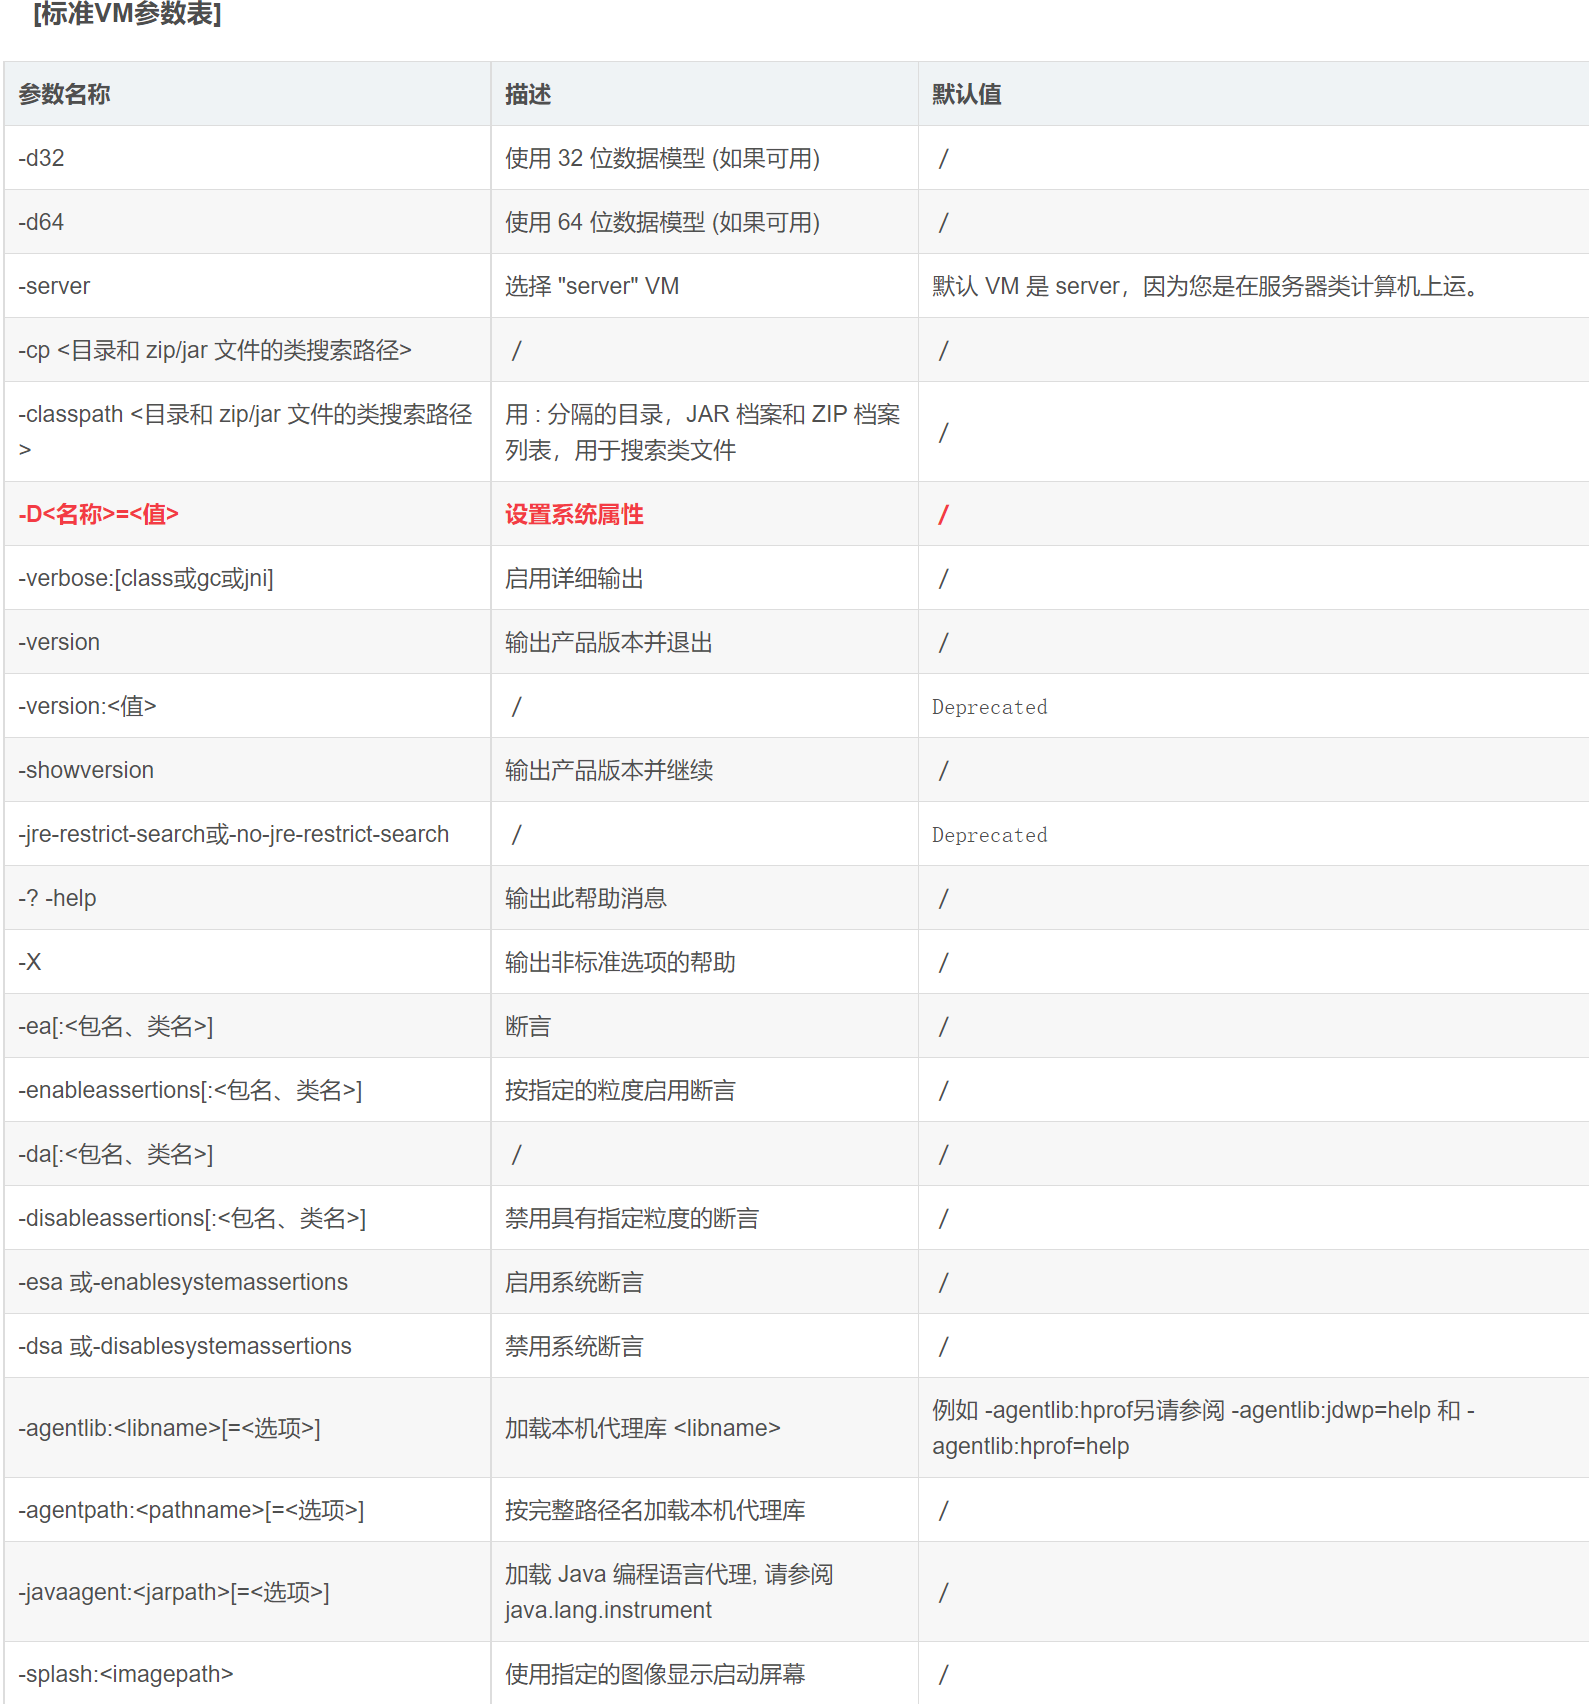 [标准VM参数表]
参数名称 描述 默认值
-d32 使用 32 位数据模型 (如果可用) /
-d64 使用 64 位数据模型 (如果可用) /
-server 选择 "server" VM 默认 VM 是 server，因为您是在服务器类计算机上运。
-cp <目录和 zip/jar 文件的类搜索路径> / /
-classpath <目录和 zip/jar 文件的类搜索路径
>
用 : 分隔的目录，JAR 档案和 ZIP 档案
列表，用于搜索类文件
/
-D<名称>=<值> 设置系统属性 /
-verbose:[class或gc或jni] 启用详细输出 /
-version 输出产品版本并退出 /
-version:<值> / Deprecated
-showversion 输出产品版本并继续 /
-jre-restrict-search或-no-jre-restrict-search / Deprecated
-? -help 输出此帮助消息 /
-X 输出非标准选项的帮助 /
-ea[:<包名、类名>] 断言 /
-enableassertions[:<包名、类名>] 按指定的粒度启用断言 /
-da[:<包名、类名>] / /
-disableassertions[:<包名、类名>] 禁用具有指定粒度的断言 /
-esa 或-enablesystemassertions 启用系统断言 /
-dsa 或-disablesystemassertions 禁用系统断言 /
-agentlib:<libname>[=<选项>] 加载本机代理库 <libname>
例如 -agentlib:hprof另请参阅 -agentlib:jdwp=help 和 -
agentlib:hprof=help
-agentpath:<pathname>[=<选项>] 按完整路径名加载本机代理库 /
-javaagent:<jarpath>[=<选项>]
加载 Java 编程语言代理, 请参阅
java.lang.instrument
/
-splash:<imagepath> 使用指定的图像显示启动屏幕 /